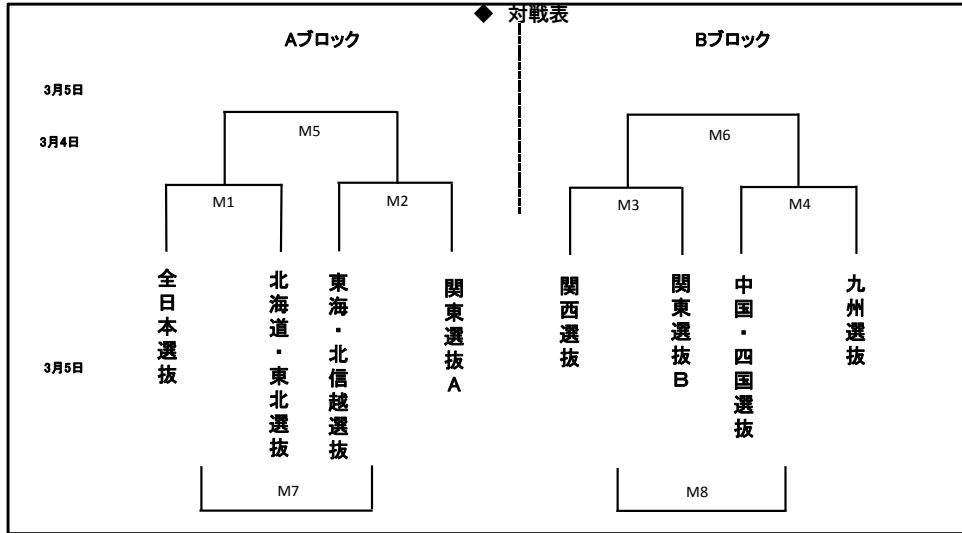 ◆ 対戦表
Aブロック
Bブロック
3月5日
3月4日
M5
M6
M1
M2
M3
M4
全日本選抜
北海道・東北選抜
東海・北信越選抜
関東選抜A
関西選抜
関東選抜B
中国・四国選抜
九州選抜
3月5日
M7
M8